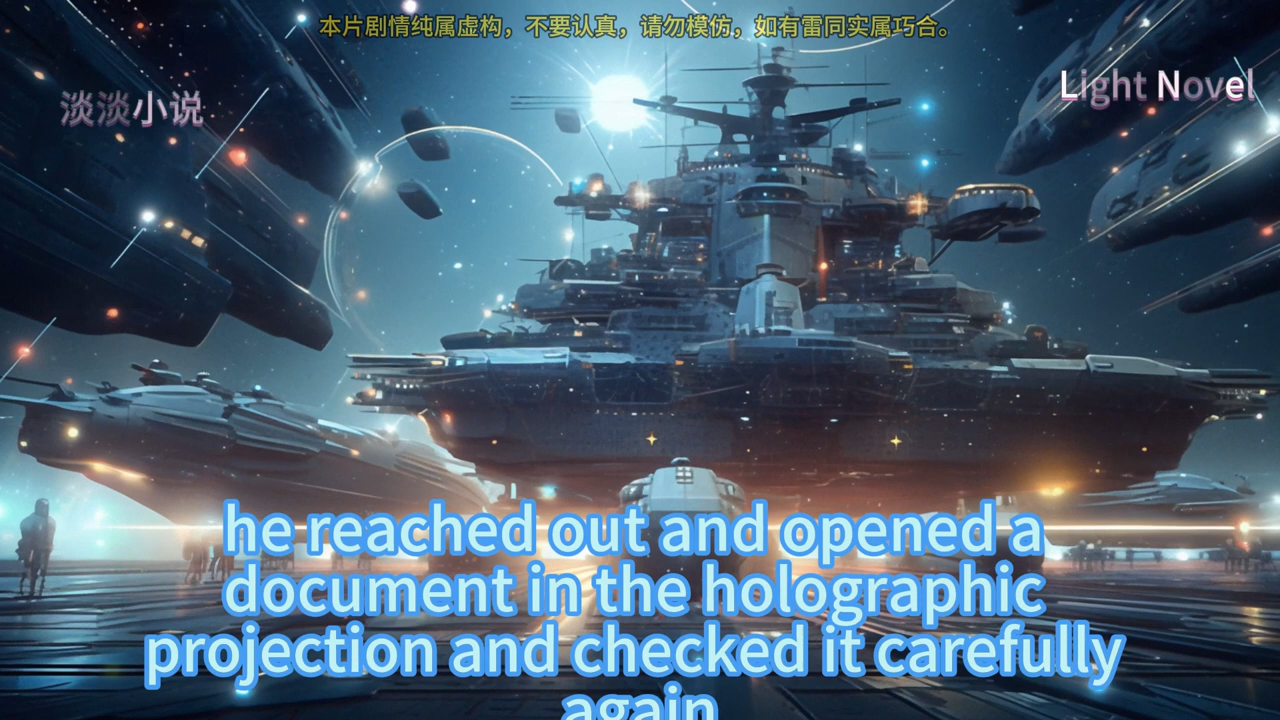 本片剧情纯属虚构，不要认真，请勿模仿，如有雷同实属巧合。
淡淡小说
Light Novel
he reached out and opened a
document in the holographic
projection and checked it carefully
again